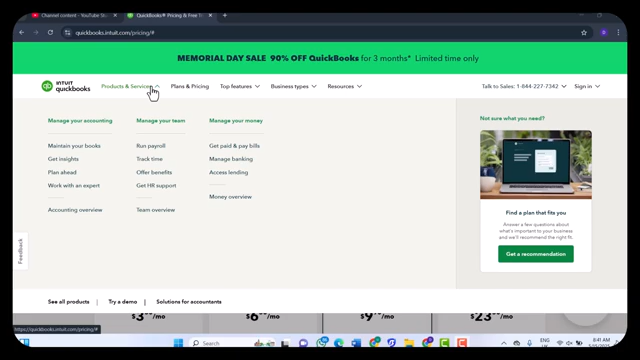 Channel content - YouTube Stu
QuickBooks® Pricing & Free T
quickbooks.intuit.com/pricing/#
MEMORIAL DAY SALE 90% OFF QuickBooks for 3 months* Limited time only
INTUIT quickbooks
Products & Services
Plans & Pricing
Top features
Business types
Resources
Talk to Sales: 1-844-227-7342
Sign in
Manage your accounting
Manage your team
Manage your money
Not sure what you need?
Maintain your books
Run payroll
Get paid & pay bills
Get insights
Track time
Manage banking
Plan ahead
Offer benefits
Access lending
Work with an expert
Get HR support
Money overview
Accounting overview
Team overview
Find a plan that fits you
Answer a few questions about
what's important to your business
and we'll recommend the right fit.
Get a recommendation
Feedback
See all products
Try a demo
Solutions for accountants
/mo
/mo
/mo
/mo
https://quickbooks.intuit.com/pricing/#
Search
ENG
8:41 AM